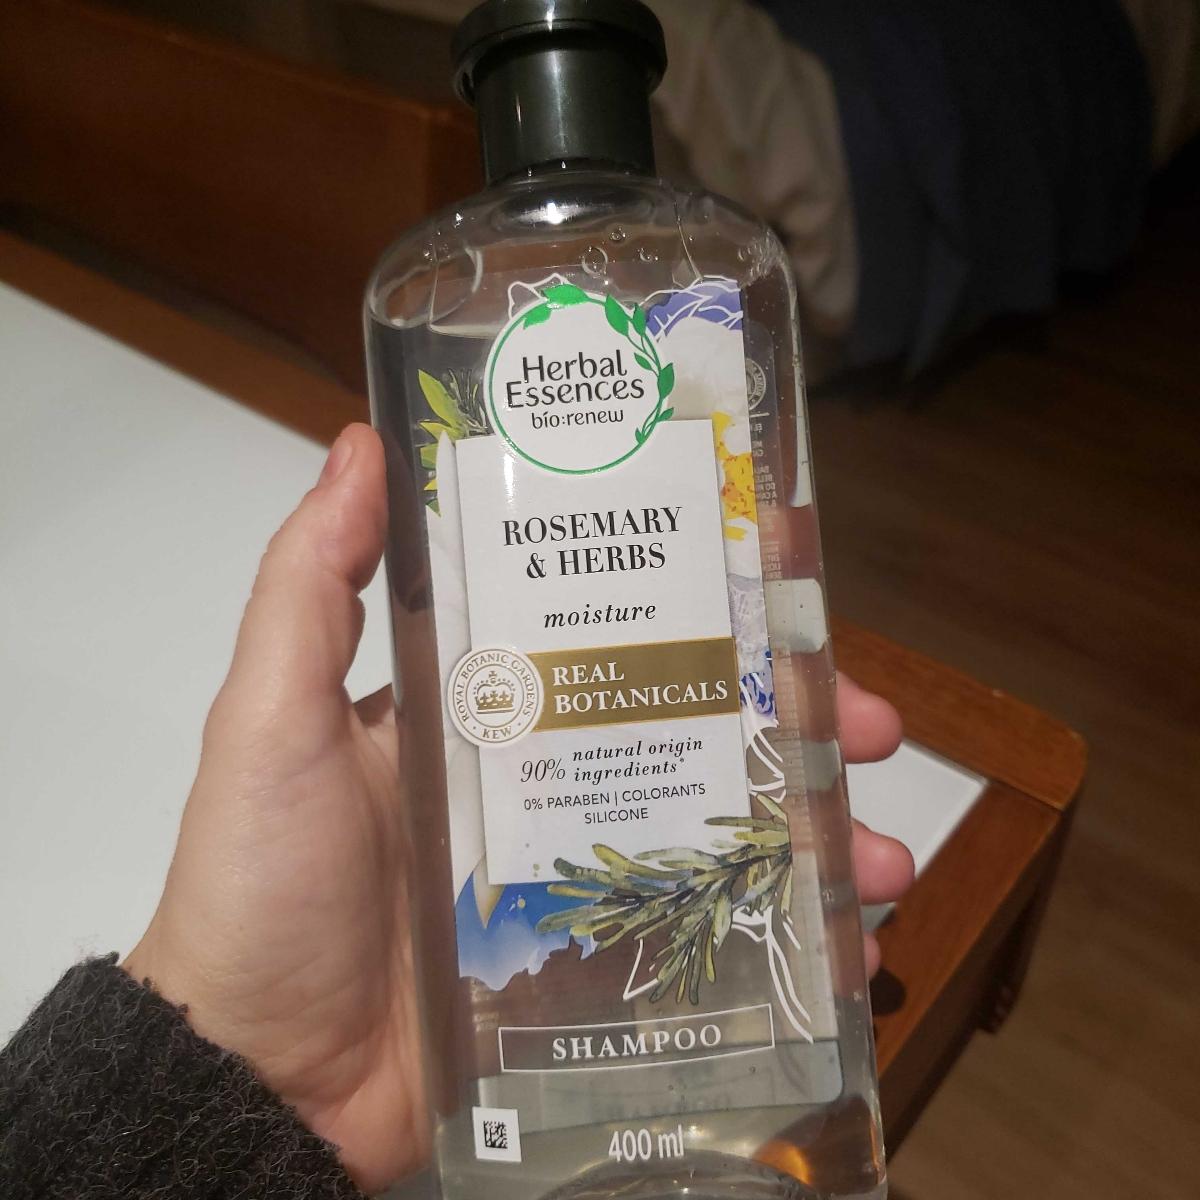 Herbal
Essences
bío:renew
ROSEMARY
& HERBS
moisture
ROYAL BOTANIC GARDENS
• KEW •
REAL
BOTANICALS
90% natural origin
ingredients*
0% PARABEN | COLORANTS
SILICONE
SHAMPOO
400 ml